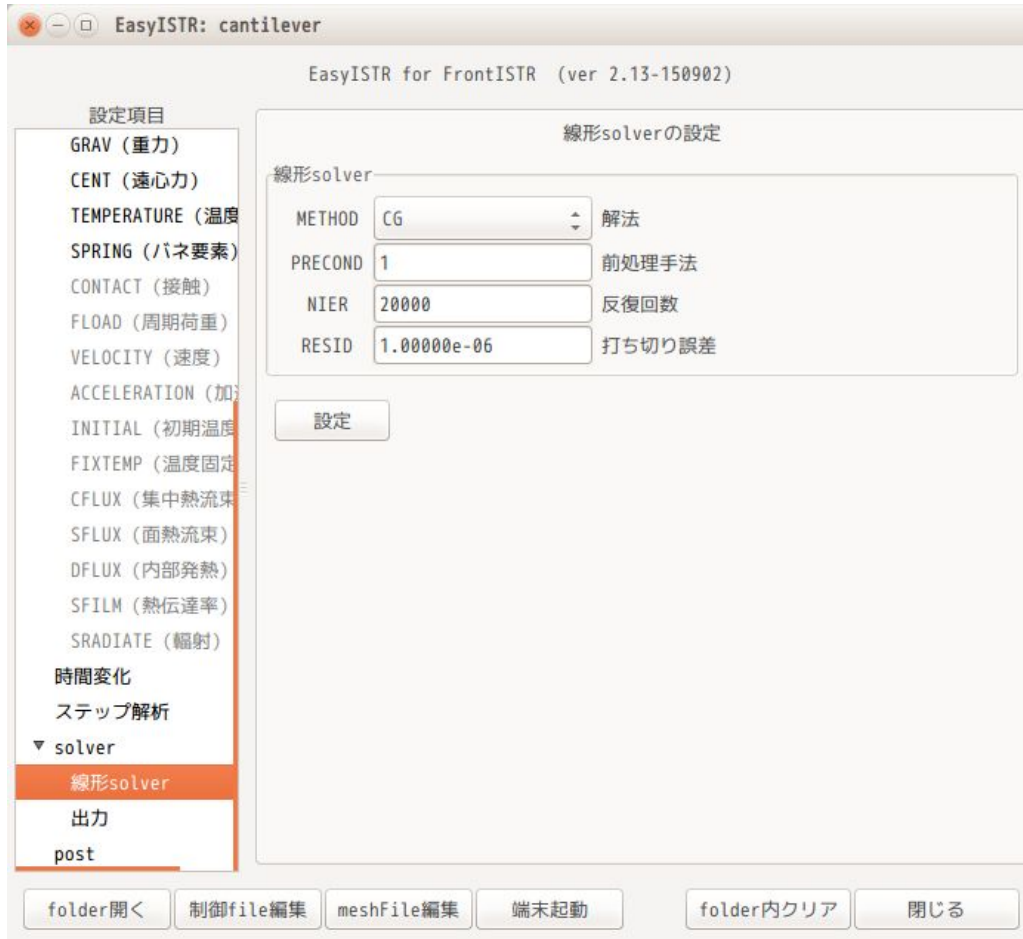 EasyISTR: cantilever
EasyISTR for FrontISTR (ver 2.13-150902)
設定項目
GRAV (重力)
CENT (遠心力)
TEMPERATURE (温度
SPRING (バネ要素)
CONTACT (接触)
FLOAD (周期荷重)
VELOCITY (速度)
ACCELERATION (加
INITIAL (初期温度
FIXTEMP (温度固定
CFLUX (集中熱流束
SFLUX (面熱流束)
DFLUX (内部発熱)
SFILM (熱伝達率)
SRADIATE (輻射)
時間変化
ステップ解析
solver
線形solver
出力
post
線形solverの設定
線形solver
METHOD CG 解法
PRECOND 1 前処理手法
NIER 20000 反復回数
RESID 1.00000e-06 打ち切り誤差
設定
folder開く 制御file編集 meshFile編集 端末起動 folder内クリア 閉じる